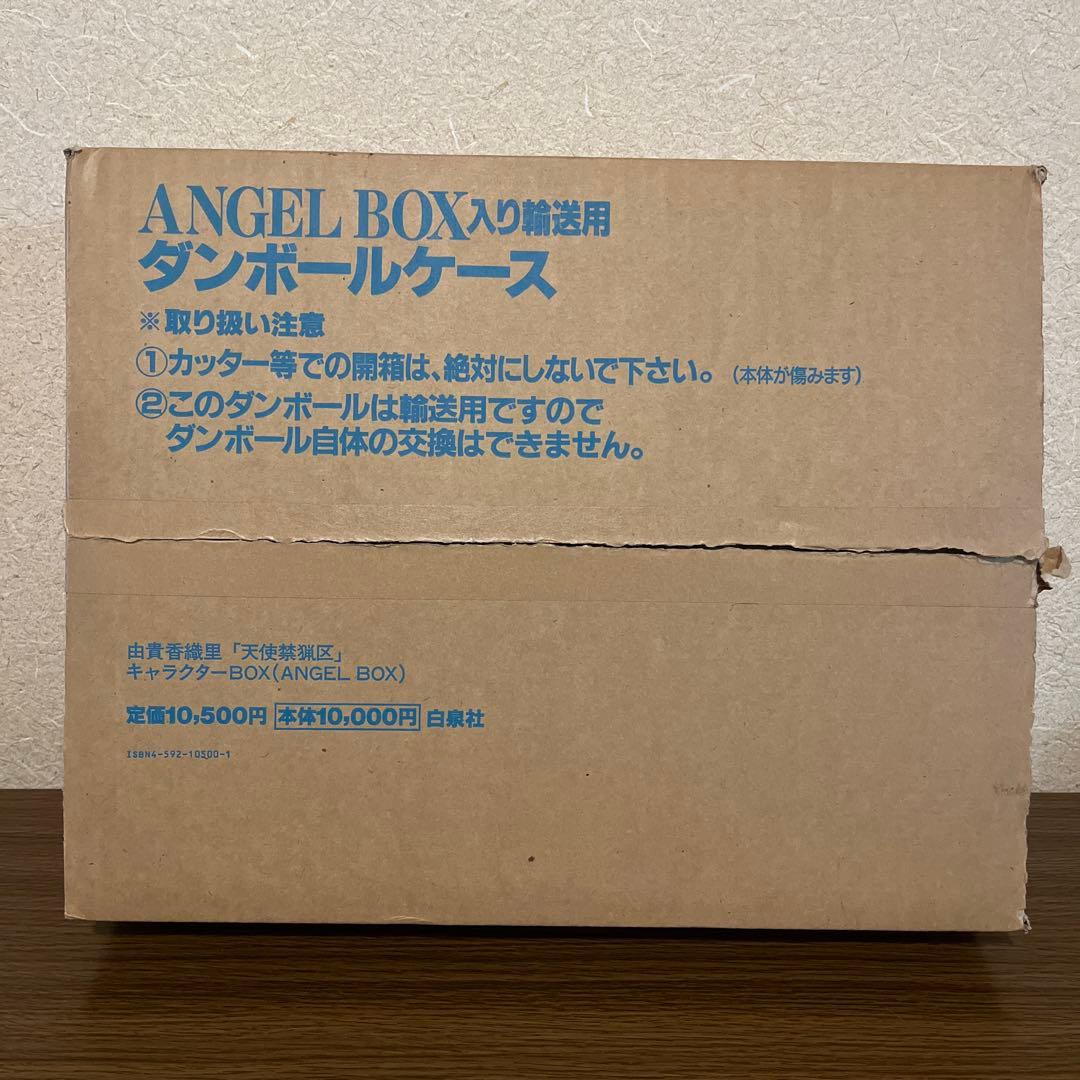 ANGEL BOX入り輸送用
ダンボールケース
※取り扱い注意
①カッター等での開箱は、絶対にしないで下さい。（本体が傷みます）
②このダンボールは輸送用ですので
ダンボール自体の交換はできません。
由貴香織里「天使禁猟区」
キャラクターBOX（ANGEL BOX）
定価10,500円 本体10,000円 白泉社
ISBN4-592-10500-1